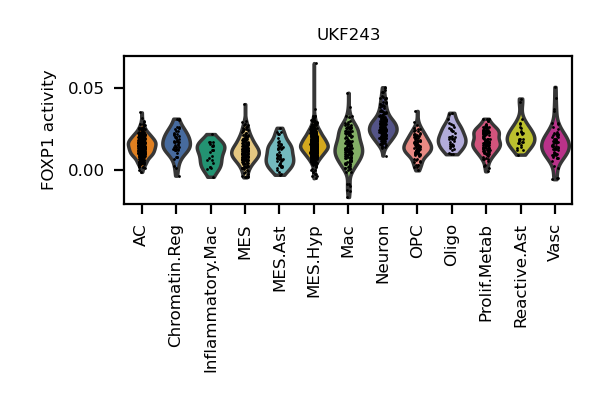 UKF243
FOXP1 activity
0.05
0.00
AC
Chromatin.Reg
Inflammatory.Mac
MES
MES.Ast
MES.Hyp
Mac
Neuron
OPC
Oligo
Prolif.Metab
Reactive.Ast
Vasc